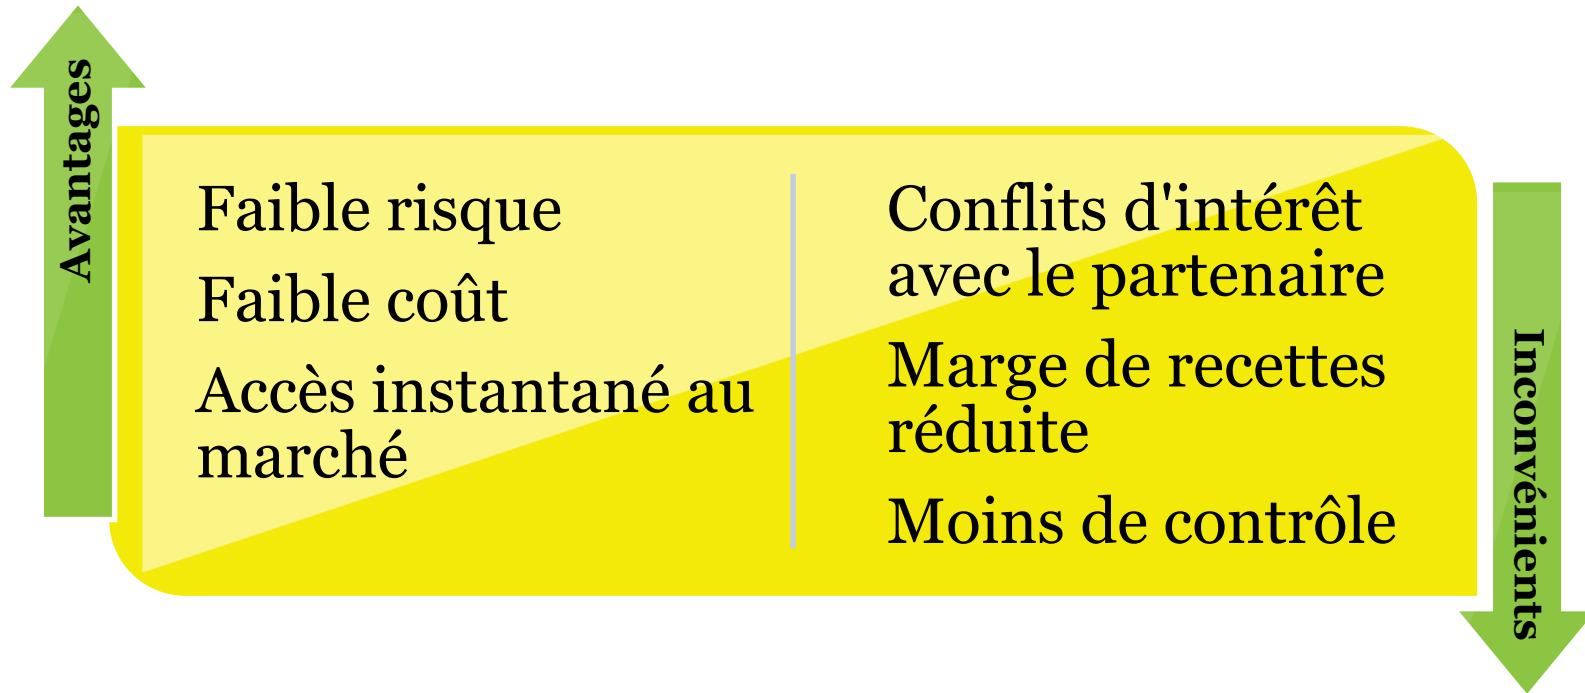 Avantages
Faible risque
Faible coût
Accès instantané au
marché
Conflits d'intérêt
avec le partenaire
Marge de recettes
réduite
Moins de contrôle
Inconvénients